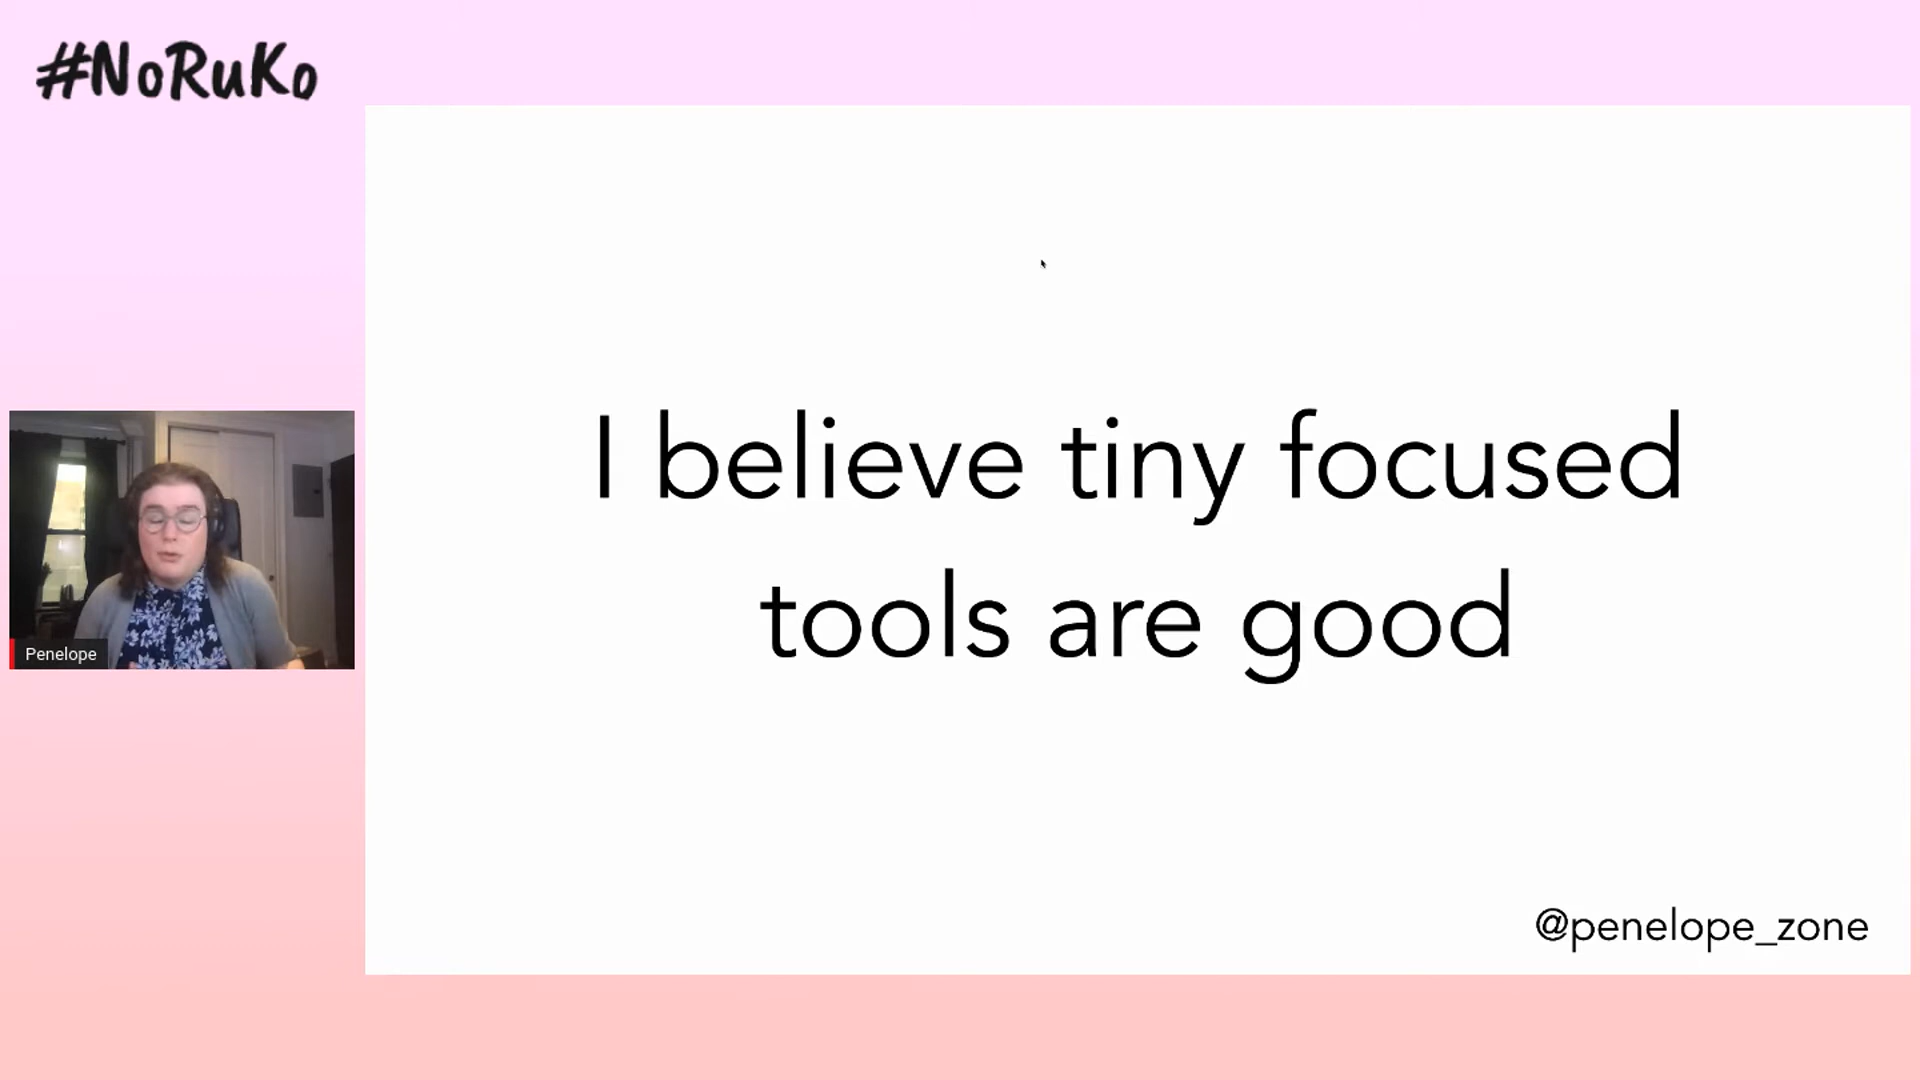 #NoRuKo
I believe tiny focused
tools are good
Penelope
@penelope_zone